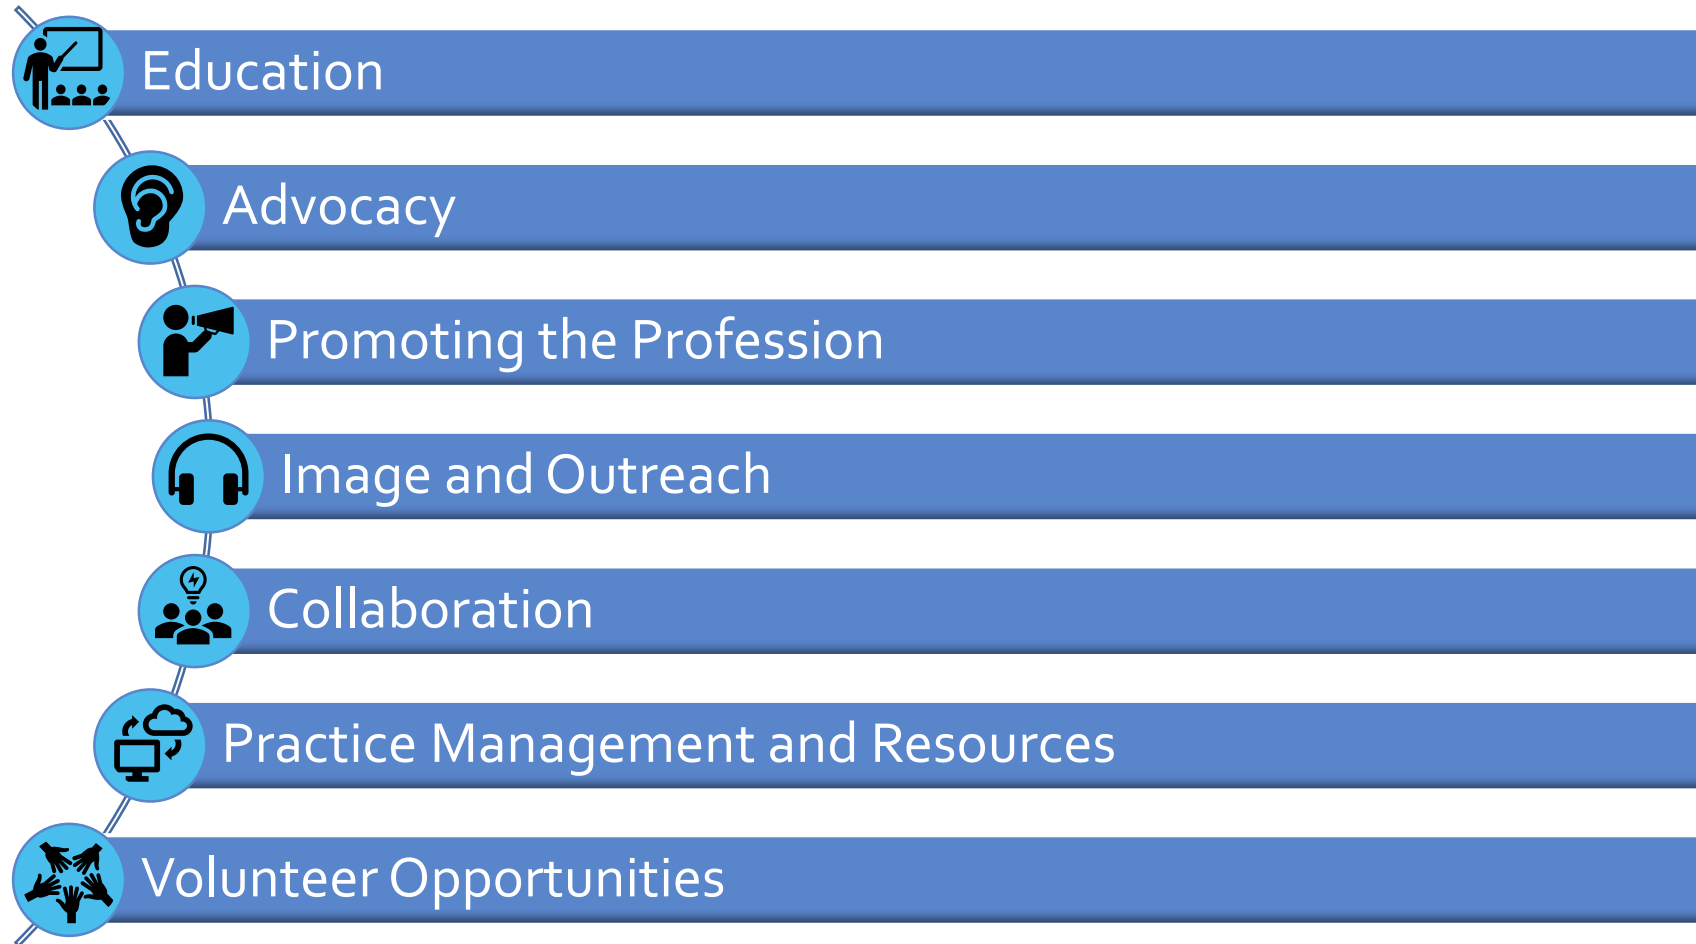 Education
Advocacy
Promoting the Profession
Image and Outreach
Collaboration
Practice Management and Resources
Volunteer Opportunities